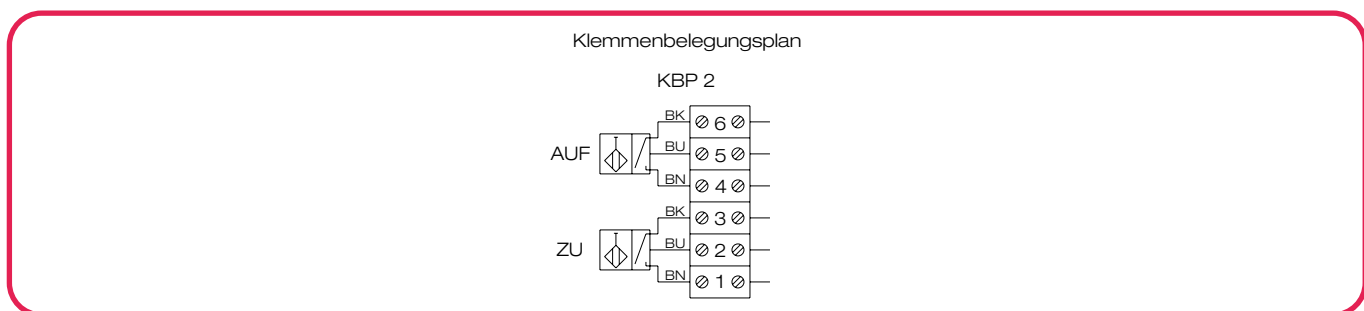 Klemmenbelegungsplan
KBP 2
AUF
BK 6
BU 5
BN 4
ZU
BK 3
BU 2
BN 1